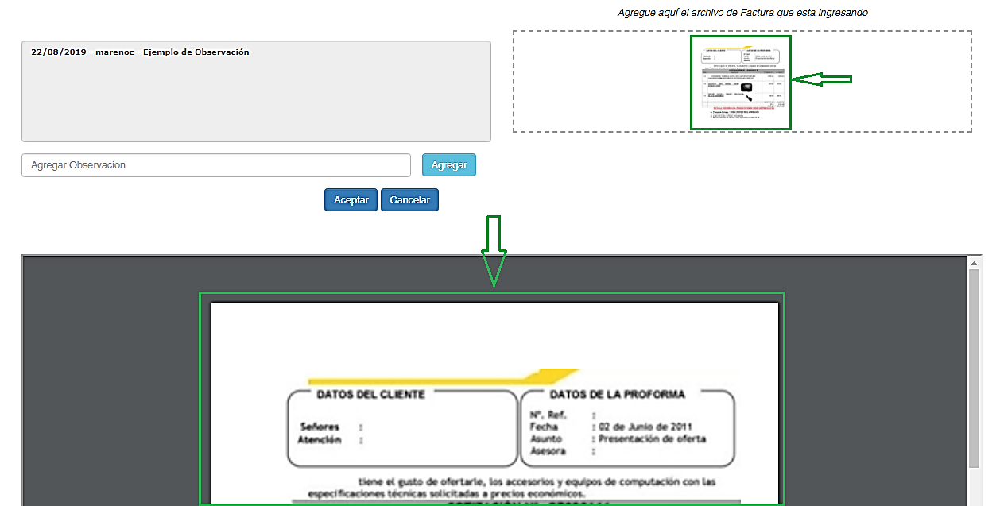 Agregue aquí el archivo de Factura que esta ingresando
22/08/2019 - marenoc - Ejemplo de Observación
Agregar Observacion
Agregar
Aceptar
Cancelar
DATOS DEL CLIENTE
Señores :
Atención :
DATOS DE LA PROFORMA
Nº. Ref. :
Fecha : 02 de Junio de 2011
Asunto : Presentación de oferta
Asesora :
tiene el gusto de ofertarle, los accesorios y equipos de computación con las
especificaciones técnicas solicitadas a precios económicos.